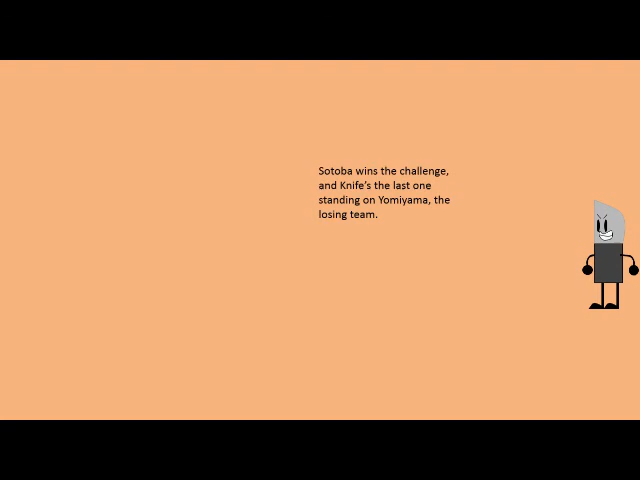 Sotoba wins the challenge,
and Knife's the last one
standing on Yomiyama, the
losing team.